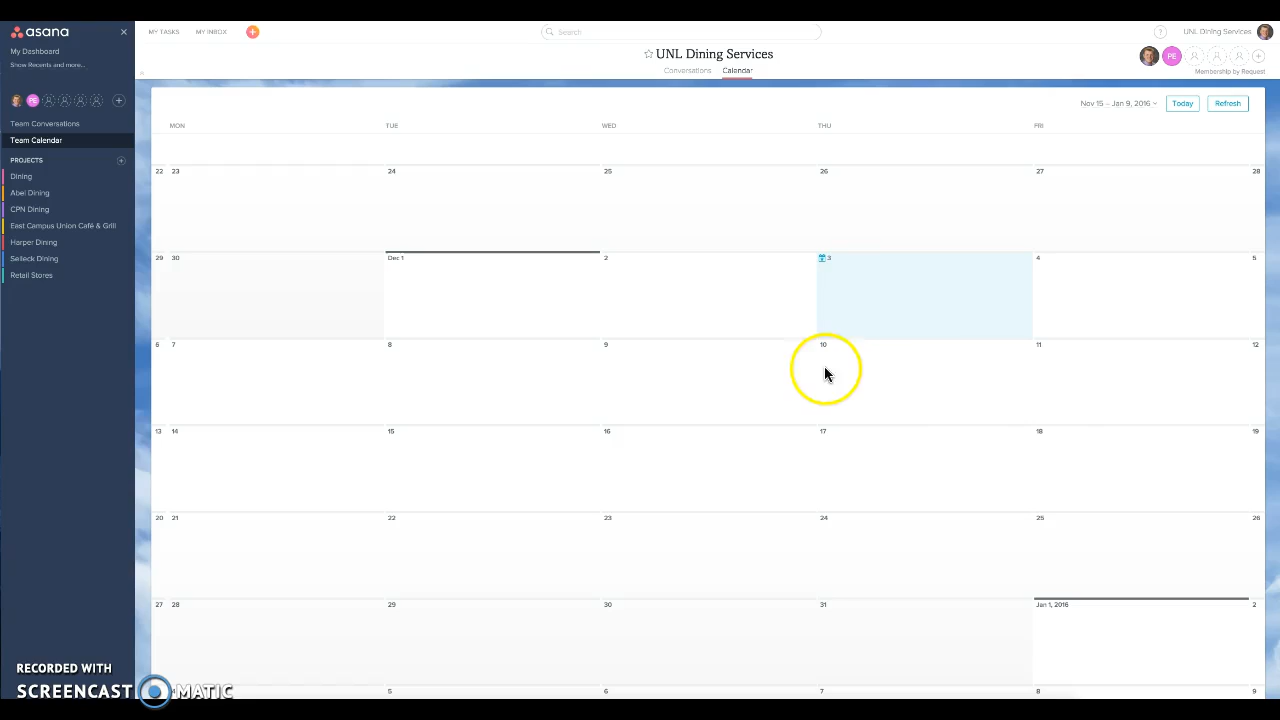 asana
MY TASKS
MY INBOX
Search
?
UNL Dining Services
My Dashboard
Show Recents and more...
UNL Dining Services
Conversations
Calendar
PE
Membership by Request
PE
Team Conversations
Team Calendar
PROJECTS
Dining
Abel Dining
CPN Dining
East Campus Union Café & Grill
Harper Dining
Selleck Dining
Retail Stores
Nov 15 – Jan 9, 2016
Today
Refresh
MON TUE WED THU FRI
22 23 24 25 26 27 28
29 30 Dec 1 2 3 4 5
6 7 8 9 10 11 12
13 14 15 16 17 18 19
20 21 22 23 24 25 26
27 28 29 30 31 Jan 1, 2016 2
5 6 7 8 9
RECORDED WITH
SCREENCAST MATIC